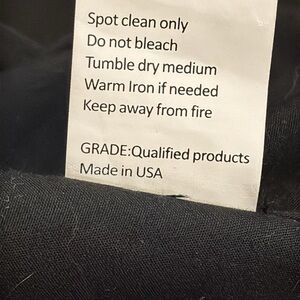 Spot clean only
Do not bleach
Tumble dry medium
Warm Iron if needed
Keep away from fire
GRADE:Qualified products
Made in USA